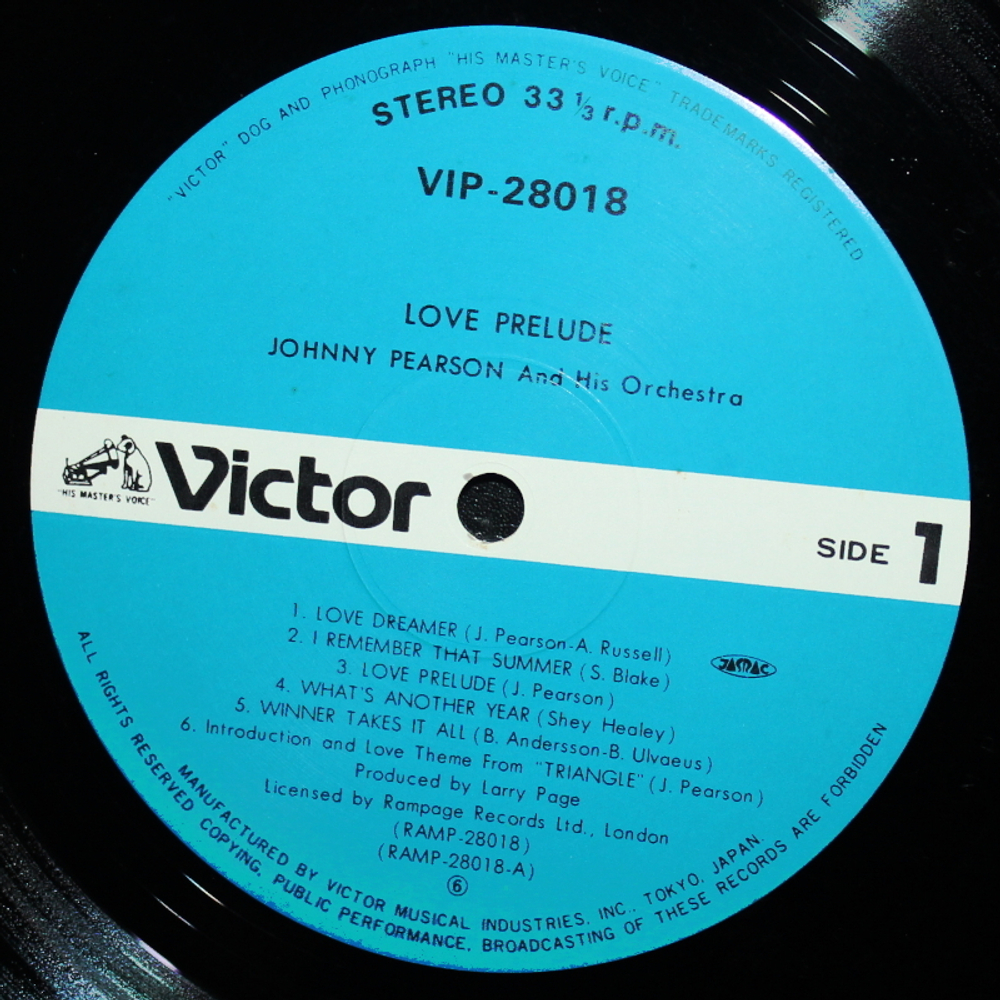 "VICTOR" DOG AND PHONOGRAPH "HIS MASTER'S VOICE" TRADEMARKS REGISTERED
STEREO 33 1/3 r.p.m.
VIP-28018
LOVE PRELUDE
JOHNNY PEARSON And His Orchestra
"HIS MASTER'S VOICE"
Victor
SIDE 1
1. LOVE DREAMER (J. Pearson-A. Russell)
2. I REMEMBER THAT SUMMER (S. Blake)
JASRAC
3. LOVE PRELUDE (J. Pearson)
4. WHAT'S ANOTHER YEAR (Shey Healey)
5. WINNER TAKES IT ALL (B. Andersson-B. Ulvaeus)
6. Introduction and Love Theme From "TRIANGLE" (J. Pearson)
Produced by Larry Page
Licensed by Rampage Records Ltd., London
(RAMP-28018)
(RAMP-28018-A)
⑥
MANUFACTURED BY VICTOR MUSICAL INDUSTRIES, INC., TOKYO, JAPAN.
ALL RIGHTS RESERVED COPYING, PUBLIC PERFORMANCE, BROADCASTING OF THESE RECORDS ARE FORBIDDEN